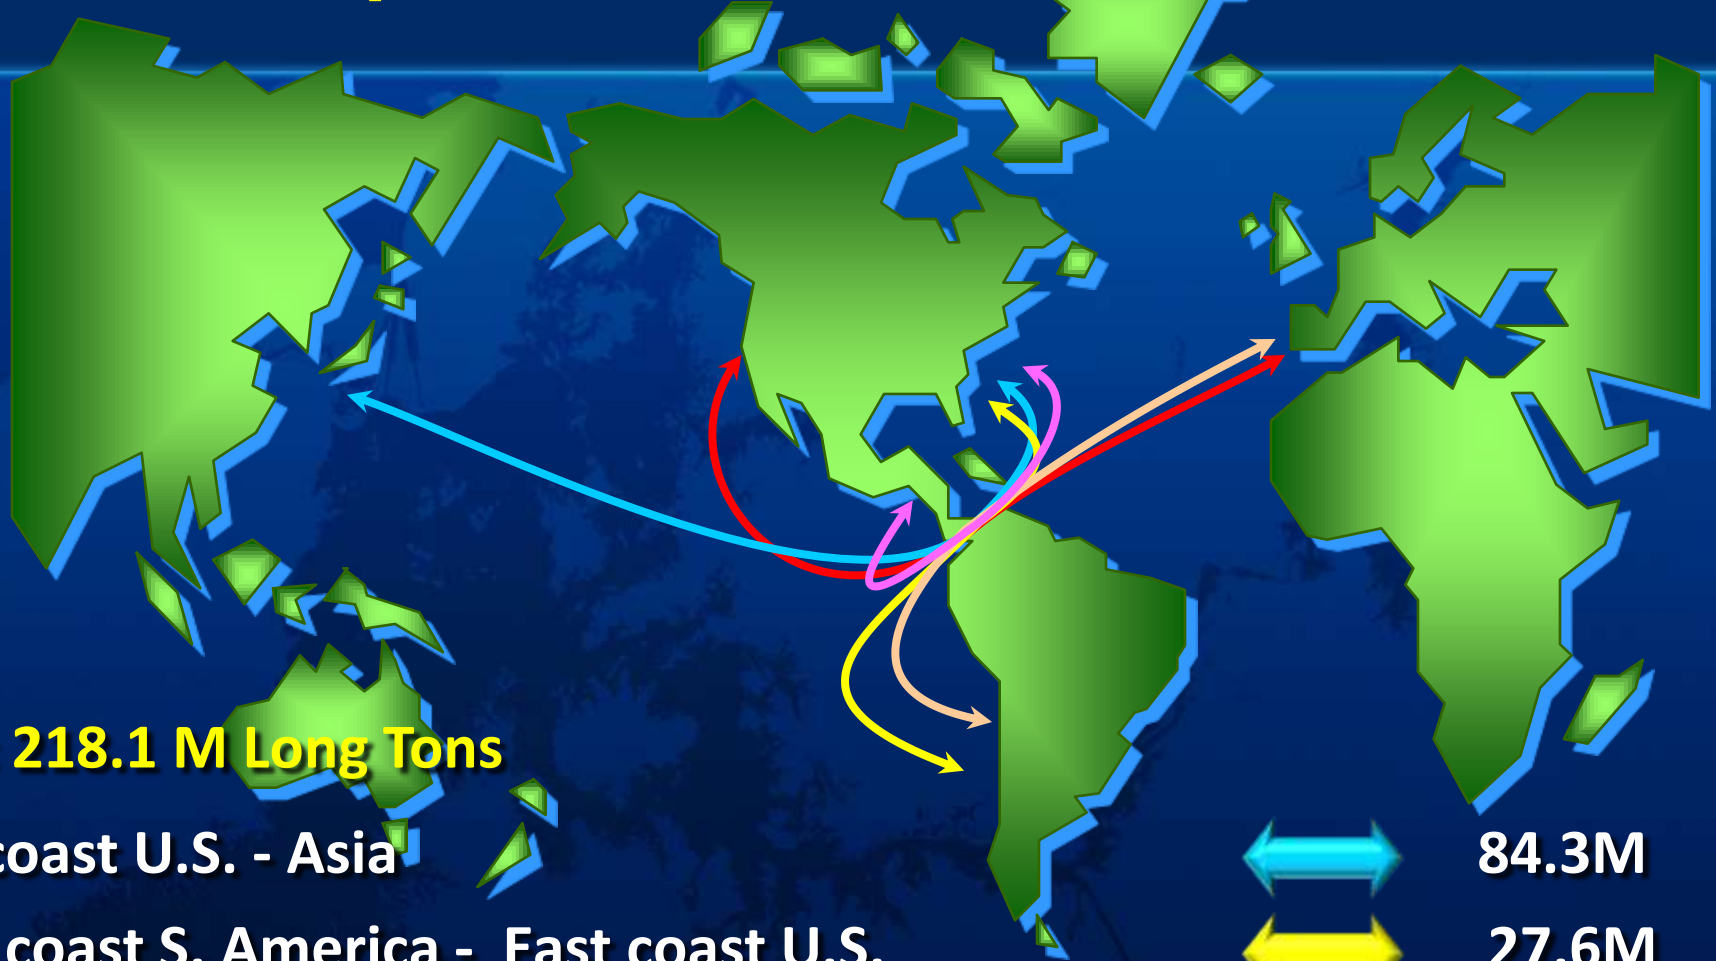 218.1 M Long Tons
coast U.S. - Asia 84.3M
coast S. America - East coast U.S. 27.6M